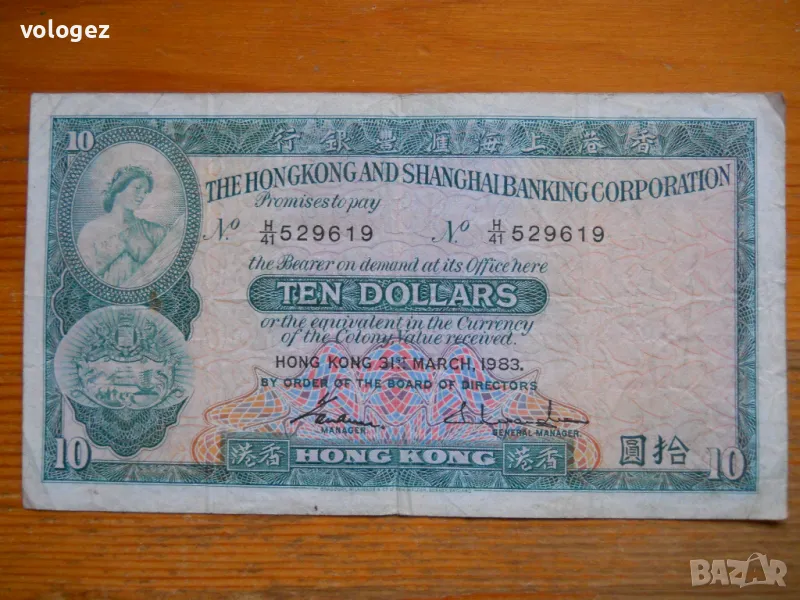 vologez
10
行銀豐滙海上港香
THE HONGKONG AND SHANGHAI BANKING CORPORATION
Promises to pay
Nº H/41 529619 Nº H/41 529619
the Bearer on demand at its Office here
TEN DOLLARS
or the equivalent in the Currency
of the Colony Value received.
HONG KONG 31ST MARCH, 1983.
BY ORDER OF THE BOARD OF DIRECTORS
MANAGER GENERAL MANAGER
港香 HONG KONG 港香
10 圓拾 10
BAZAR